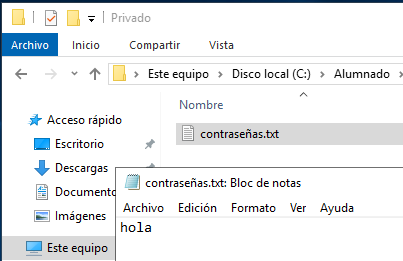 Privado
Archivo Inicio Compartir Vista
Este equipo Disco local (C:) Alumnado
Nombre
Acceso rápido
contraseñas.txt
Escritorio
Descargas
Documento
Imágenes
Este equipo
contraseñas.txt: Bloc de notas
Archivo Edición Formato Ver Ayuda
hola